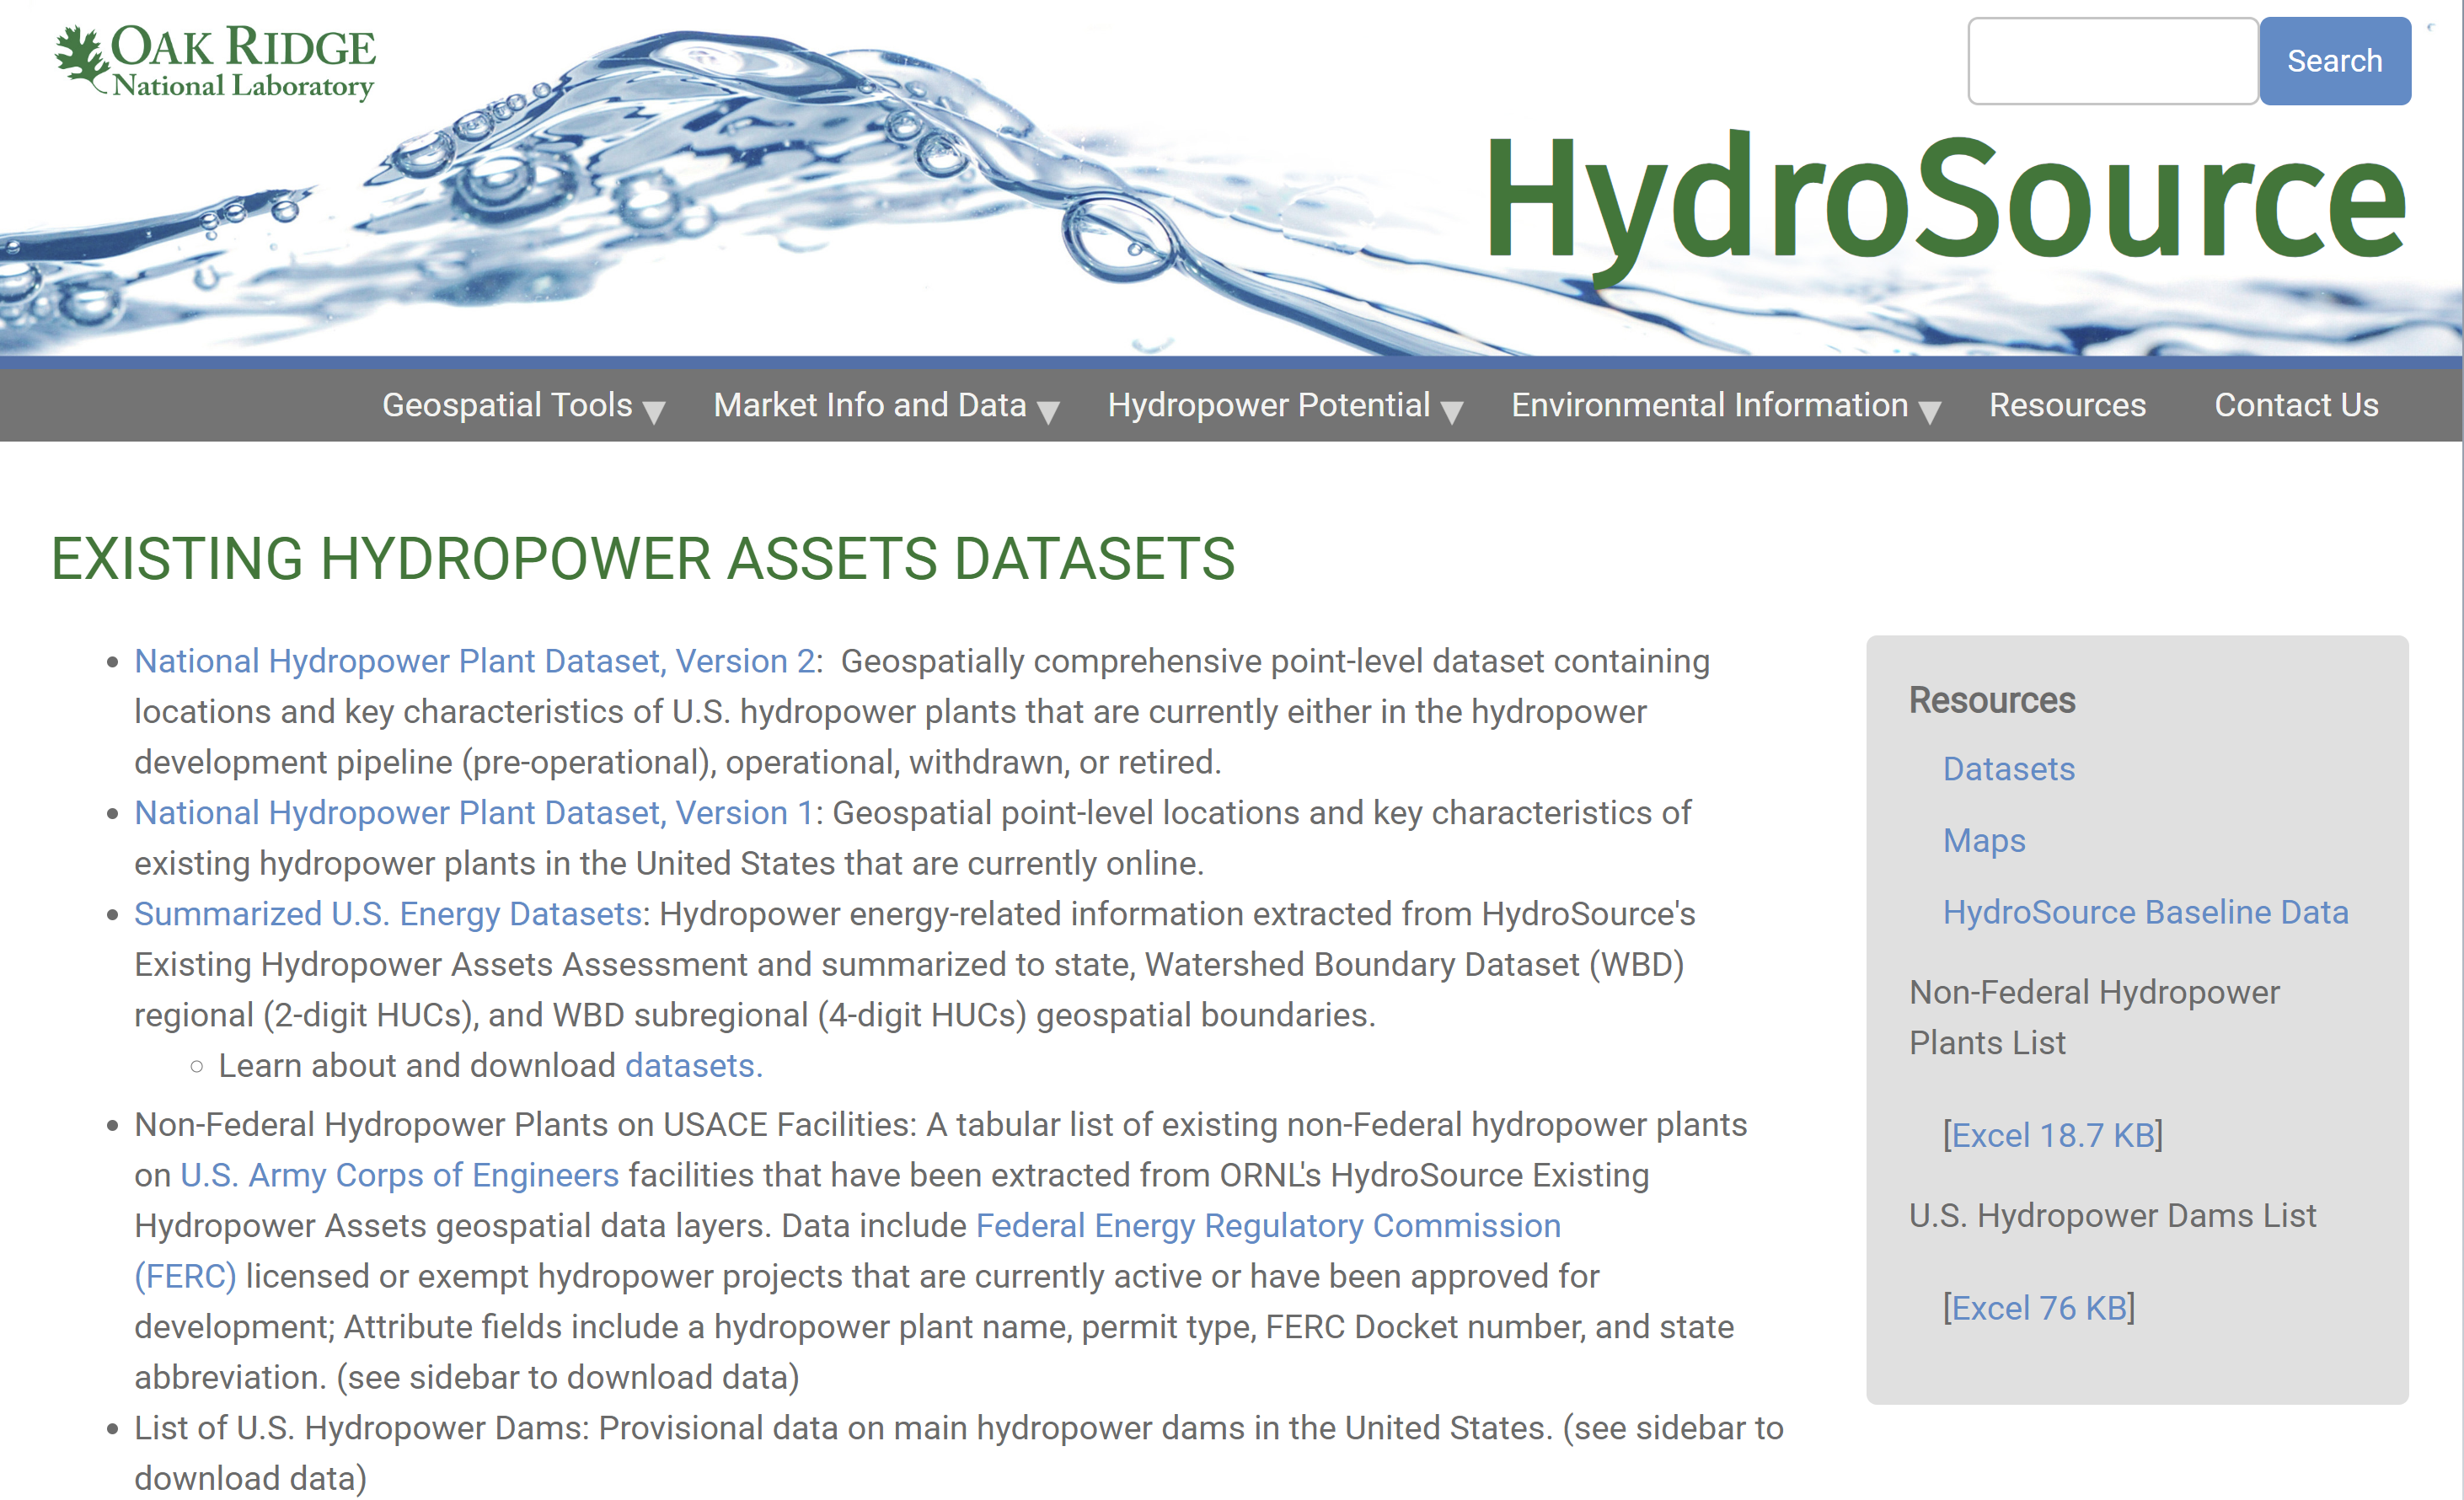 OAK RIDGE
National Laboratory
Search
HydroSource
Geospatial Tools ▼ Market Info and Data ▼ Hydropower Potential ▼ Environmental Information ▼ Resources Contact Us
EXISTING HYDROPOWER ASSETS DATASETS
• National Hydropower Plant Dataset, Version 2:  Geospatially comprehensive point-level dataset containing
locations and key characteristics of U.S. hydropower plants that are currently either in the hydropower
development pipeline (pre-operational), operational, withdrawn, or retired.
• National Hydropower Plant Dataset, Version 1: Geospatial point-level locations and key characteristics of
existing hydropower plants in the United States that are currently online.
• Summarized U.S. Energy Datasets: Hydropower energy-related information extracted from HydroSource's
Existing Hydropower Assets Assessment and summarized to state, Watershed Boundary Dataset (WBD)
regional (2-digit HUCs), and WBD subregional (4-digit HUCs) geospatial boundaries.
○ Learn about and download datasets.
• Non-Federal Hydropower Plants on USACE Facilities: A tabular list of existing non-Federal hydropower plants
on U.S. Army Corps of Engineers facilities that have been extracted from ORNL's HydroSource Existing
Hydropower Assets geospatial data layers. Data include Federal Energy Regulatory Commission
(FERC) licensed or exempt hydropower projects that are currently active or have been approved for
development; Attribute fields include a hydropower plant name, permit type, FERC Docket number, and state
abbreviation. (see sidebar to download data)
• List of U.S. Hydropower Dams: Provisional data on main hydropower dams in the United States. (see sidebar to
download data)
Resources
Datasets
Maps
HydroSource Baseline Data
Non-Federal Hydropower
Plants List
[Excel 18.7 KB]
U.S. Hydropower Dams List
[Excel 76 KB]